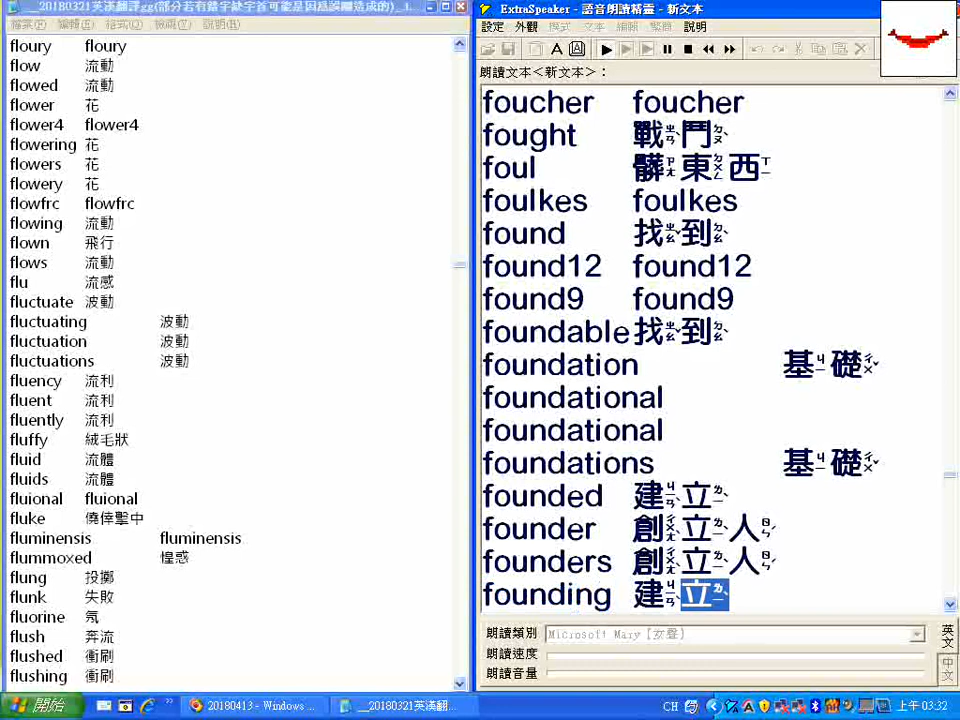 __20180321英漢翻譯gg(部分若有錯字缺字首可能是因為誤膶造成的)_1...
檔案(F) 編輯(E) 格式(O) 檢視(V) 說明(H)
floury floury
flow 流動
flowed 流動
flower 花
flower4 flower4
flowering 花
flowers 花
flowery 花
flowfrc flowfrc
flowing 流動
flown 飛行
flows 流動
flu 流感
fluctuate 波動
fluctuating 波動
fluctuation 波動
fluctuations 波動
fluency 流利
fluent 流利
fluently 流利
fluffy 絨毛狀
fluid 流體
fluids 流體
fluional fluional
fluke 僥倖擊中
fluminensis fluminensis
flummoxed 惶惑
flung 投擲
flunk 失敗
fluorine 氖
flush 奔流
flushed 衝刷
flushing 衝刷
ExtraSpeaker - 語音朗讀精靈 - 新文本
設定 外觀 模式 文本 編輯 繁簡 說明
朗讀文本<新文本>：
foucher foucher
fought 戰鬥
foul 髒東西
foulkes foulkes
found 找到
found12 found12
found9 found9
foundable 找到
foundation 基礎
foundational
foundational
foundations 基礎
founded 建立
founder 創立人
founders 創立人
founding 建立
朗讀類別 Microsoft Mary【女聲】
朗讀速度
朗讀音量
英文
中文
開始
20180413 - Windows ...
__20180321英漢翻...
CH
上午 03:32